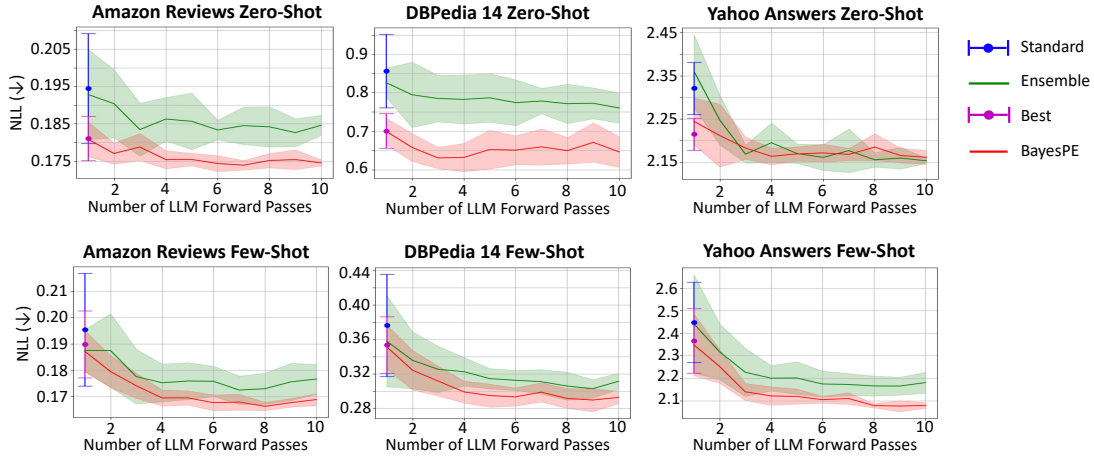 Amazon Reviews Zero-Shot
DBPedia 14 Zero-Shot
Yahoo Answers Zero-Shot
NLL (↓)
0.205
0.195
0.185
0.175
2 4 6 8 10
Number of LLM Forward Passes
0.9
0.8
0.7
0.6
2 4 6 8 10
Number of LLM Forward Passes
2.45
2.35
2.25
2.15
2 4 6 8 10
Number of LLM Forward Passes
Standard
Ensemble
Best
BayesPE
Amazon Reviews Few-Shot
DBPedia 14 Few-Shot
Yahoo Answers Few-Shot
NLL (↓)
0.21
0.20
0.19
0.18
0.17
2 4 6 8 10
Number of LLM Forward Passes
0.44
0.40
0.36
0.32
0.28
2 4 6 8 10
Number of LLM Forward Passes
2.6
2.5
2.4
2.3
2.2
2.1
2 4 6 8 10
Number of LLM Forward Passes